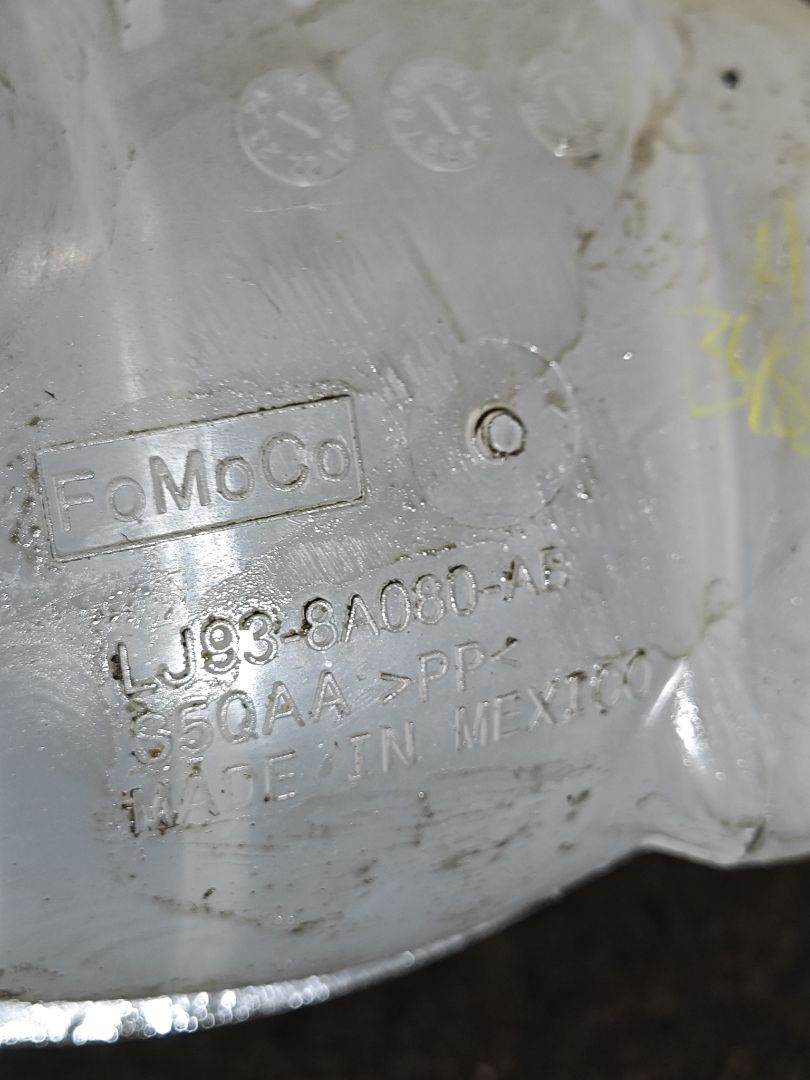 FoMoCo
LJ93-8A080-AB
S5QAA >PP<
MADE IN MEXICO